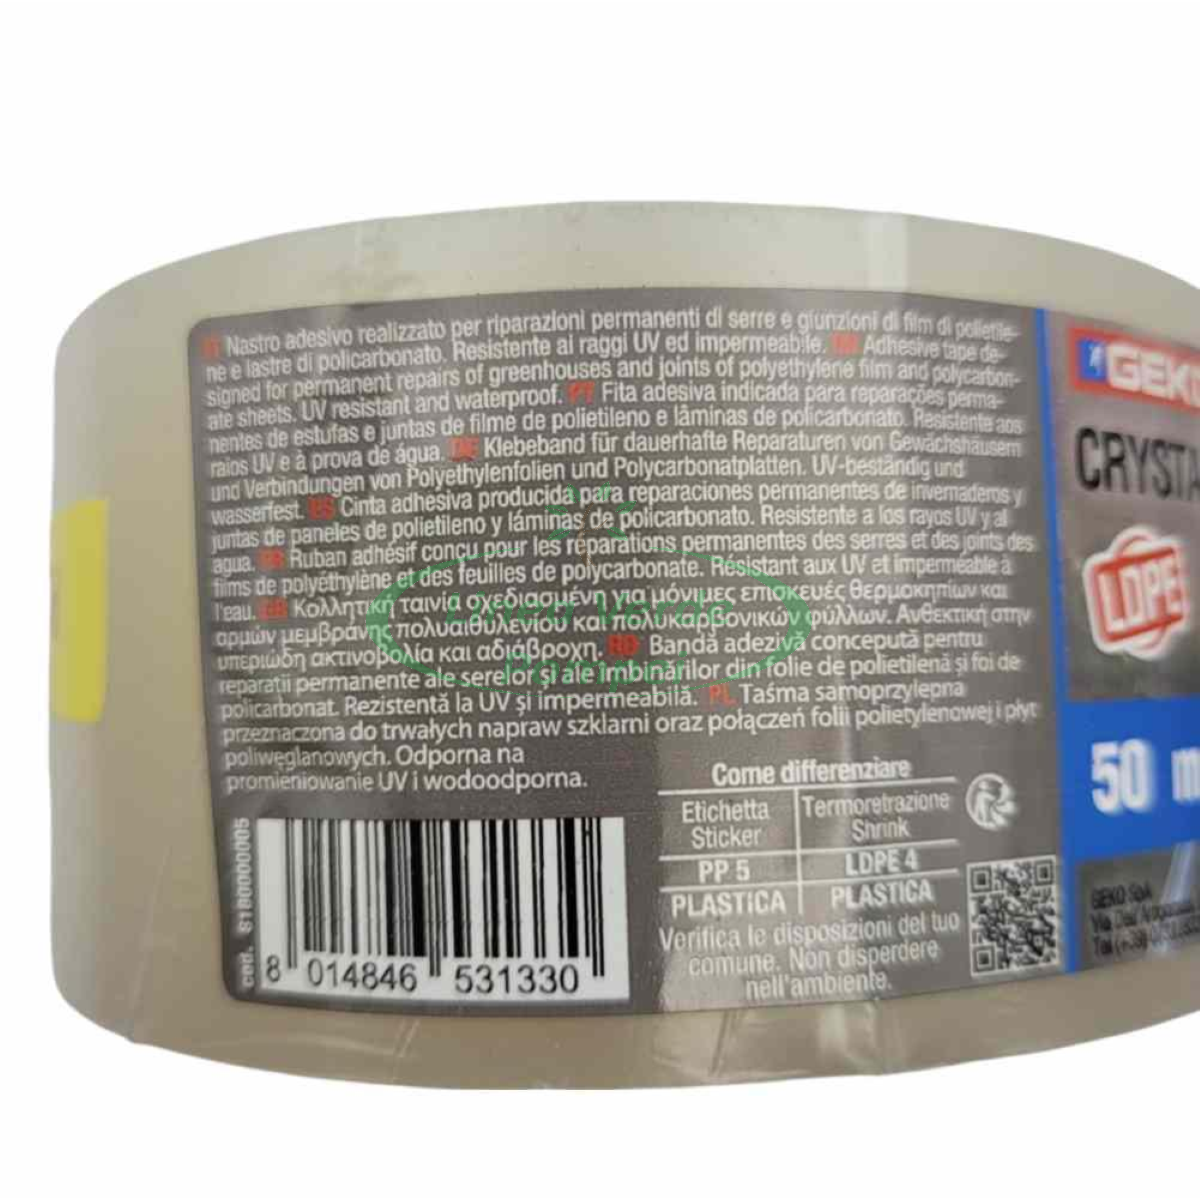 IT Nastro adesivo realizzato per riparazioni permanenti di serre e giunzioni di film di polietile-
ne e lastre di policarbonato. Resistente ai raggi UV ed impermeabile. Adhesive tape de-
signed for permanent repairs of greenhouses and joints of polyethylene film and polycarbon-
ate sheets. UV resistant and waterproof. PT Fita adesiva indicada para reparações perma-
nentes de estufas e juntas de filme de polietileno e lâminas de policarbonato. Resistente aos
raios UV e à prova de água. DE Klebeband für dauerhafte Reparaturen von Gewächshäusern
und Verbindungen von Polyethylenfolien und Polycarbonatplatten. UV-beständig und
wasserfest. ES Cinta adhesiva producida para reparaciones permanentes de invernaderos y
juntas de paneles de polietileno y láminas de policarbonato. Resistente a los rayos UV y al
agua. FR Ruban adhésif conçu pour les réparations permanentes des serres et des joints des
films de polyéthylène et des feuilles de polycarbonate. Résistant aux UV et imperméable à
l'eau. GR Κολλητική ταινία σχεδιασμένη για μόνιμες επισκευές θερμοκηπίων και
αρμών μεμβράνης πολυαιθυλενίου και πολυκαρβονικών φύλλων. Ανθεκτική στην
υπεριώδη ακτινοβολία και αδιάβροχη. RO Bandă adezivă concepută pentru
reparații permanente ale serelor și ale îmbinărilor din folie de polietilenă și foi de
policarbonat. Rezistentă la UV și impermeabilă. PL Taśma samoprzylepna
przeznaczona do trwałych napraw szklarni oraz połączeń folii polietylenowej i płyt
poliwęglanowych. Odporna na
promieniowanie UV i wodoodporna.
Linea Verde
Come differenziare
Etichetta Termoretrazione
Sticker Shrink
PP 5 LDPE 4
PLASTICA PLASTICA
Verifica le disposizioni del tuo
comune. Non disperdere
nell'ambiente.
cod. 8180000005
8 014846 531330
GEKO
CRYSTA
LDPE
50 m
GEKO SpA